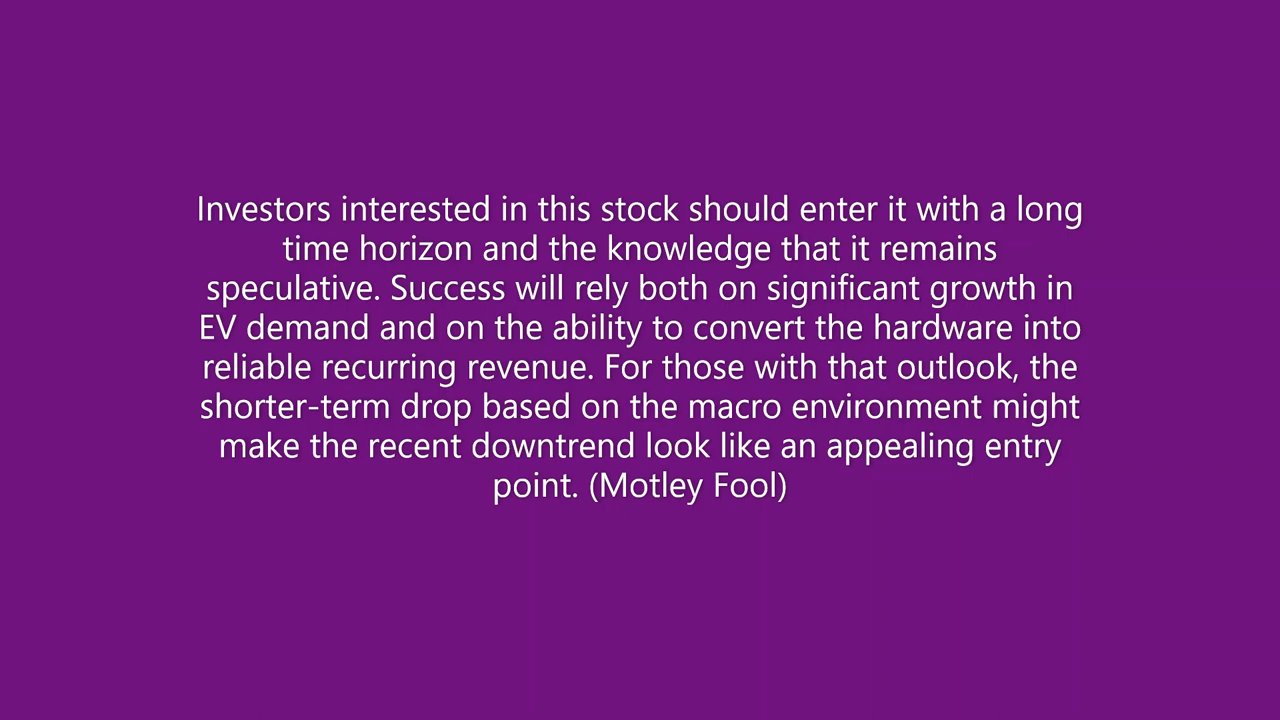 Investors interested in this stock should enter it with a long
time horizon and the knowledge that it remains
speculative. Success will rely both on significant growth in
EV demand and on the ability to convert the hardware into
reliable recurring revenue. For those with that outlook, the
shorter-term drop based on the macro environment might
make the recent downtrend look like an appealing entry
point. (Motley Fool)